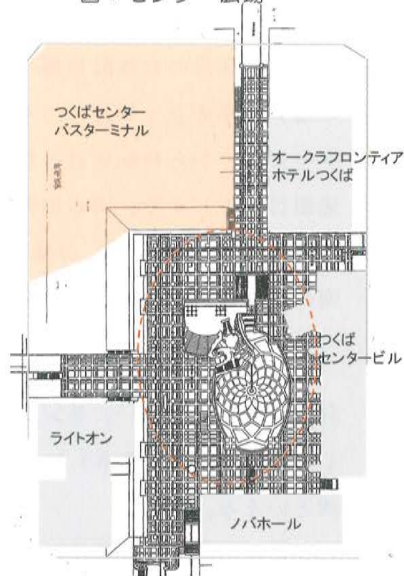 つくばセンター
バスターミナル
オークラフロンティア
ホテルつくば
つくば
センタービル
ライトオン
ノバホール